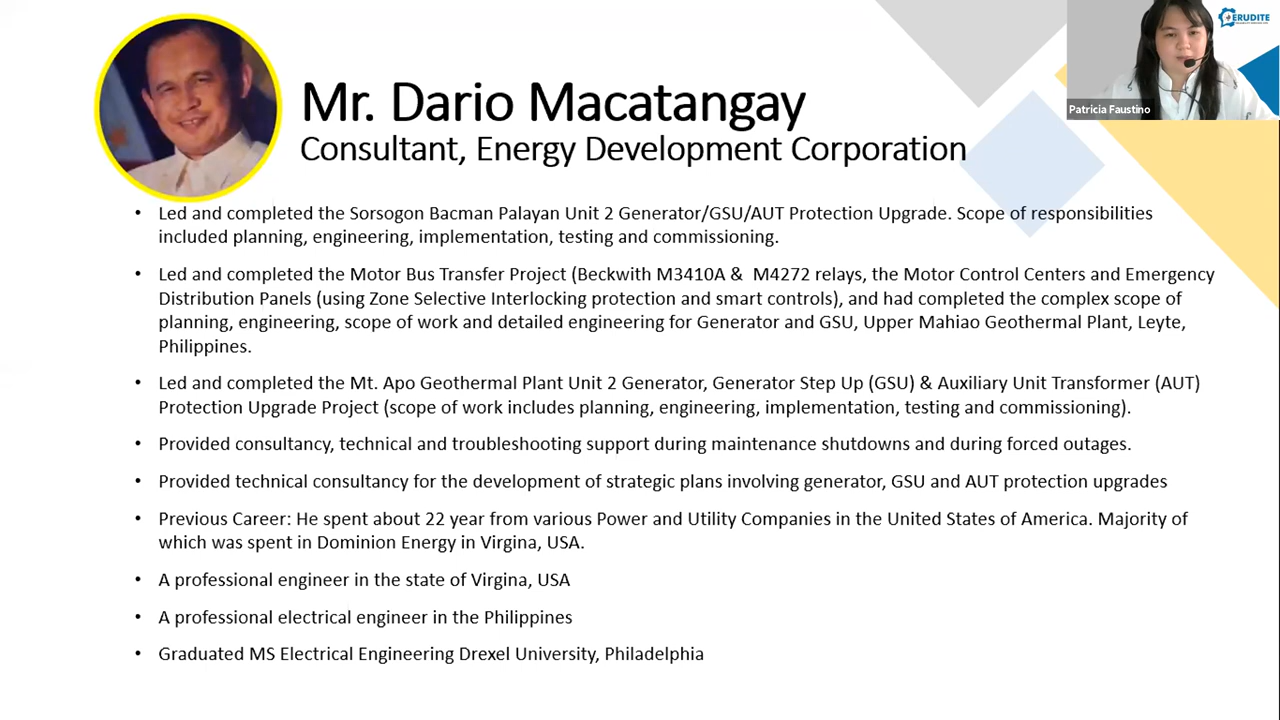 Mr. Dario Macatangay
Consultant, Energy Development Corporation
ERUDITE
Patricia Faustino
• Led and completed the Sorsogon Bacman Palayan Unit 2 Generator/GSU/AUT Protection Upgrade. Scope of responsibilities
included planning, engineering, implementation, testing and commissioning.
• Led and completed the Motor Bus Transfer Project (Beckwith M3410A & M4272 relays, the Motor Control Centers and Emergency
Distribution Panels (using Zone Selective Interlocking protection and smart controls), and had completed the complex scope of
planning, engineering, scope of work and detailed engineering for Generator and GSU, Upper Mahiao Geothermal Plant, Leyte,
Philippines.
• Led and completed the Mt. Apo Geothermal Plant Unit 2 Generator, Generator Step Up (GSU) & Auxiliary Unit Transformer (AUT)
Protection Upgrade Project (scope of work includes planning, engineering, implementation, testing and commissioning).
• Provided consultancy, technical and troubleshooting support during maintenance shutdowns and during forced outages.
• Provided technical consultancy for the development of strategic plans involving generator, GSU and AUT protection upgrades
• Previous Career: He spent about 22 year from various Power and Utility Companies in the United States of America. Majority of
which was spent in Dominion Energy in Virgina, USA.
• A professional engineer in the state of Virgina, USA
• A professional electrical engineer in the Philippines
• Graduated MS Electrical Engineering Drexel University, Philadelphia